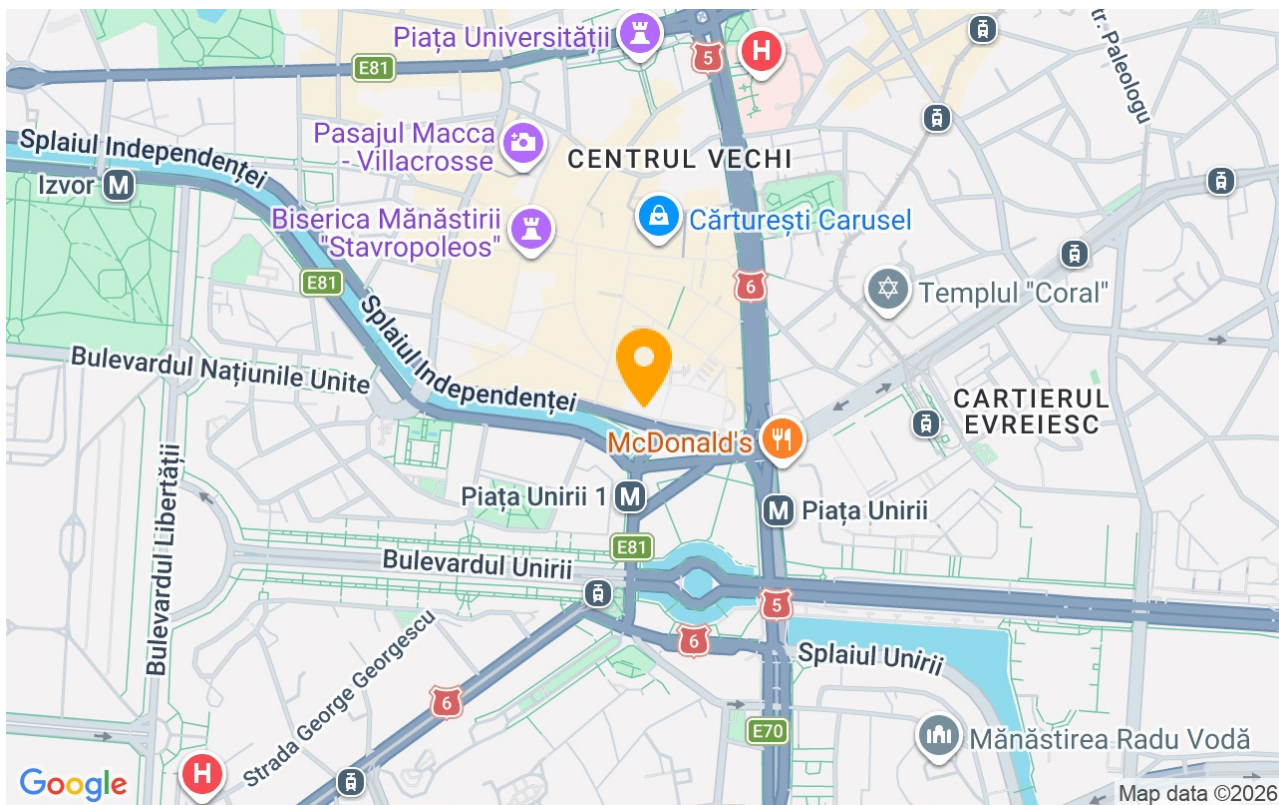 Piața Universității
5
H
tr. Paleologu
E81
Splaiul Independenței
Pasajul Macca
- Villacrosse
CENTRUL VECHI
Izvor M
Biserica Mănăstirii
"Stavropoleos"
Cărturești Carusel
E81
6
Templul "Coral"
Splaiul Independenței
Bulevardul Națiunile Unite
CARTIERUL
EVREIESC
McDonald's
Piața Unirii 1 M
M Piața Unirii
Bulevardul Libertății
E81
Bulevardul Unirii
5
6
Splaiul Unirii
Strada George Georgescu
6
E70
Mănăstirea Radu Vodă
H
Google
Map data ©2026